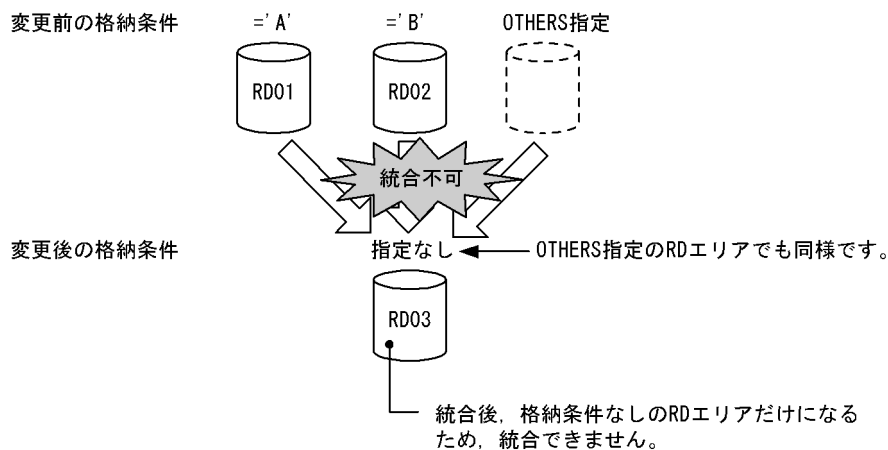 変更前の格納条件 ='A' ='B' OTHERS指定
RD01 RD02
統合不可
変更後の格納条件 指定なし OTHERS指定のRDエリアでも同様です。
RD03
統合後，格納条件なしのRDエリアだけになる
ため，統合できません。